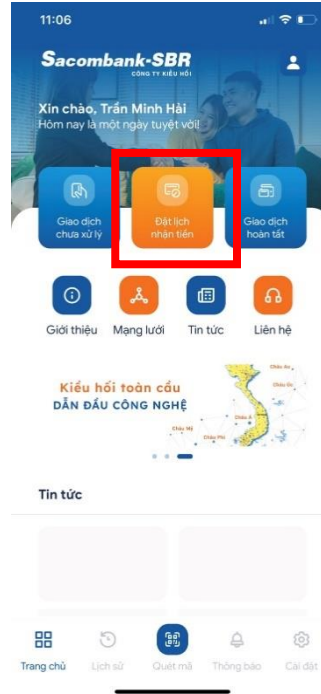 11:06
Sacombank-SBR
CÔNG TY KIỀU HỐI
Xin chào, Trần Minh Hải
Hôm nay là một ngày tuyệt vời!
Giao dịch
chưa xử lý
Đặt lịch
nhận tiền
Giao dịch
hoàn tất
Giới thiệu
Mạng lưới
Tin tức
Liên hệ
Kiều hối toàn cầu
DẪN ĐẦU CÔNG NGHỆ
Châu Âu
Châu Úc
Châu Á
Châu Mỹ
Châu Phi
Tin tức
Trang chủ
Lịch sử
Quét mã
Thông báo
Cài đặt